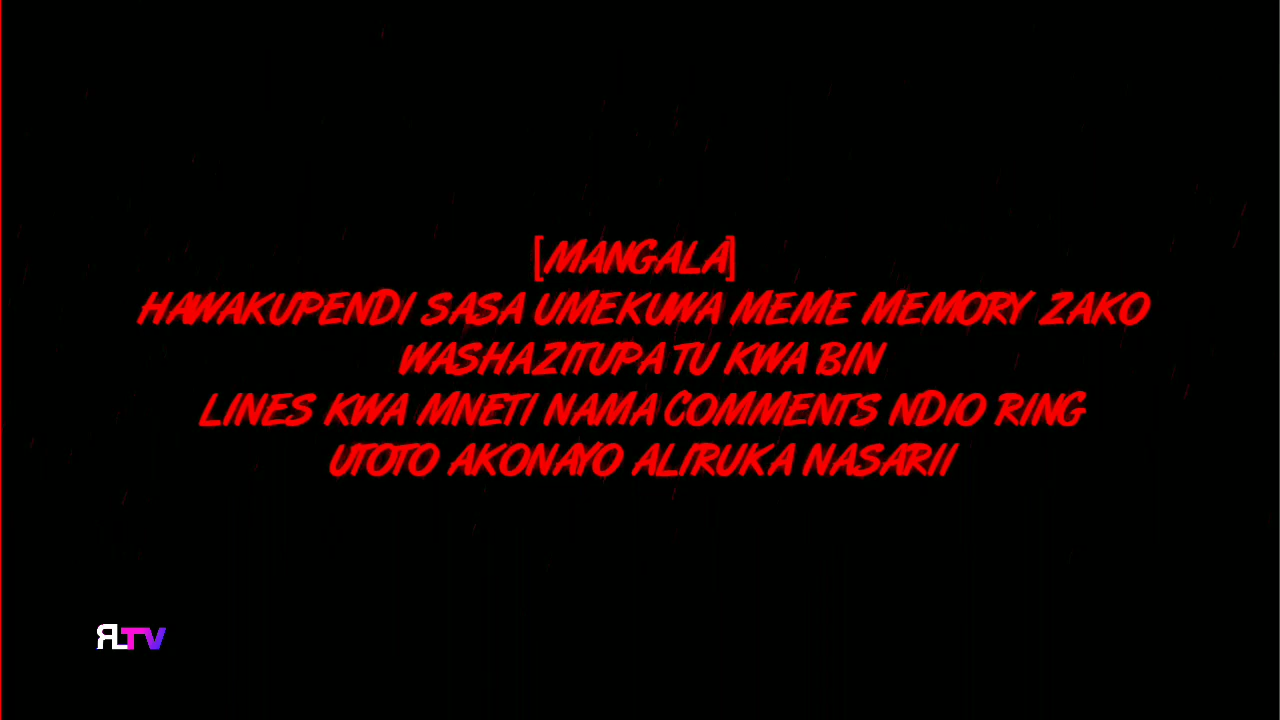 [MANGALA]
HAWAKUPENDI SASA UMEKUWA MEME MEMORY ZAKO
WASHAZITUPA TU KWA BIN
LINES KWA MNETI NAMA COMMENTS NDIO RING
UTOTO AKONAYO ALIRUKA NASARII
RLTV